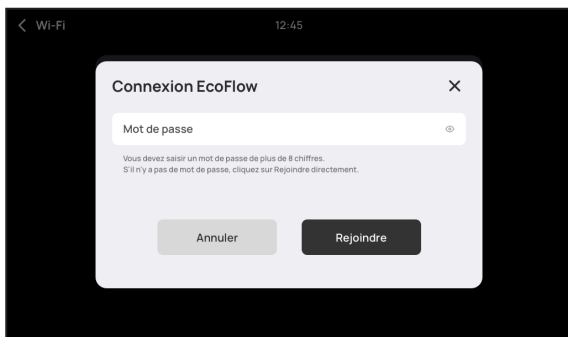 Wi-Fi
12:45
Connexion EcoFlow
Mot de passe
Vous devez saisir un mot de passe de plus de 8 chiffres.
S'il n'y a pas de mot de passe, cliquez sur Rejoindre directement.
Annuler
Rejoindre